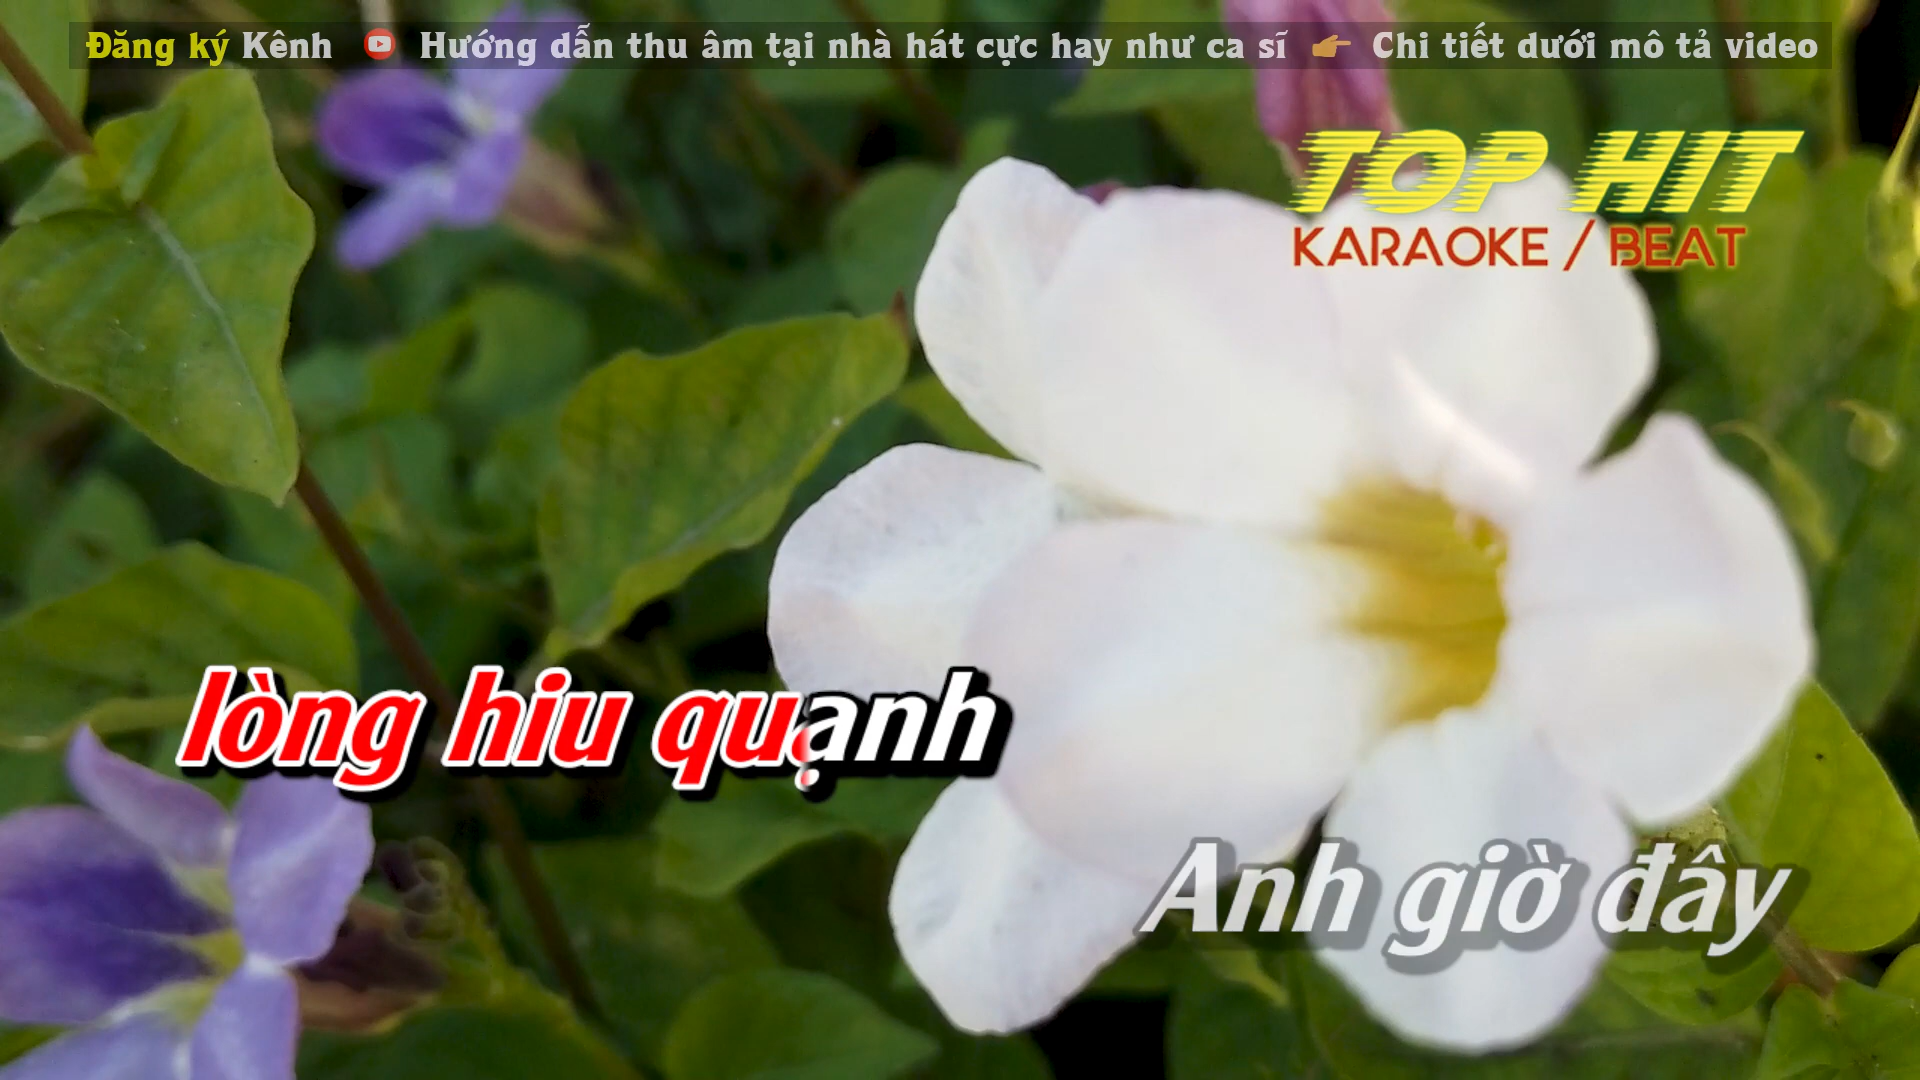 Đăng ký Kênh Hướng dẫn thu âm tại nhà hát cực hay như ca sĩ Chi tiết dưới mô tả video
TOP HIT
KARAOKE / BEAT
lòng hiu quạnh
Anh giờ đây